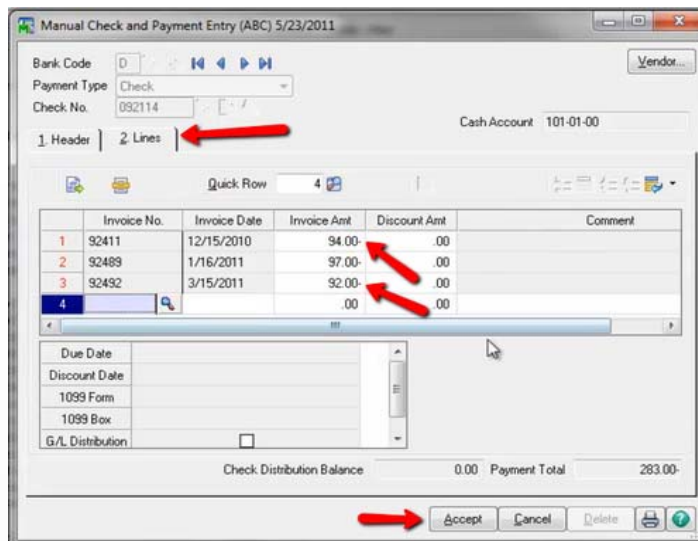 Manual Check and Payment Entry (ABC) 5/23/2011
Bank Code D
Vendor...
Payment Type Check
Check No. 092114
Cash Account 101-01-00
1. Header 2. Lines
Quick Row 4
Invoice No. Invoice Date Invoice Amt Discount Amt Comment
1 92411 12/15/2010 94.00- .00
2 92489 1/16/2011 97.00- .00
3 92492 3/15/2011 92.00- .00
4 .00 .00
Due Date
Discount Date
1099 Form
1099 Box
G/L Distribution
Check Distribution Balance 0.00 Payment Total 283.00-
Accept Cancel Delete